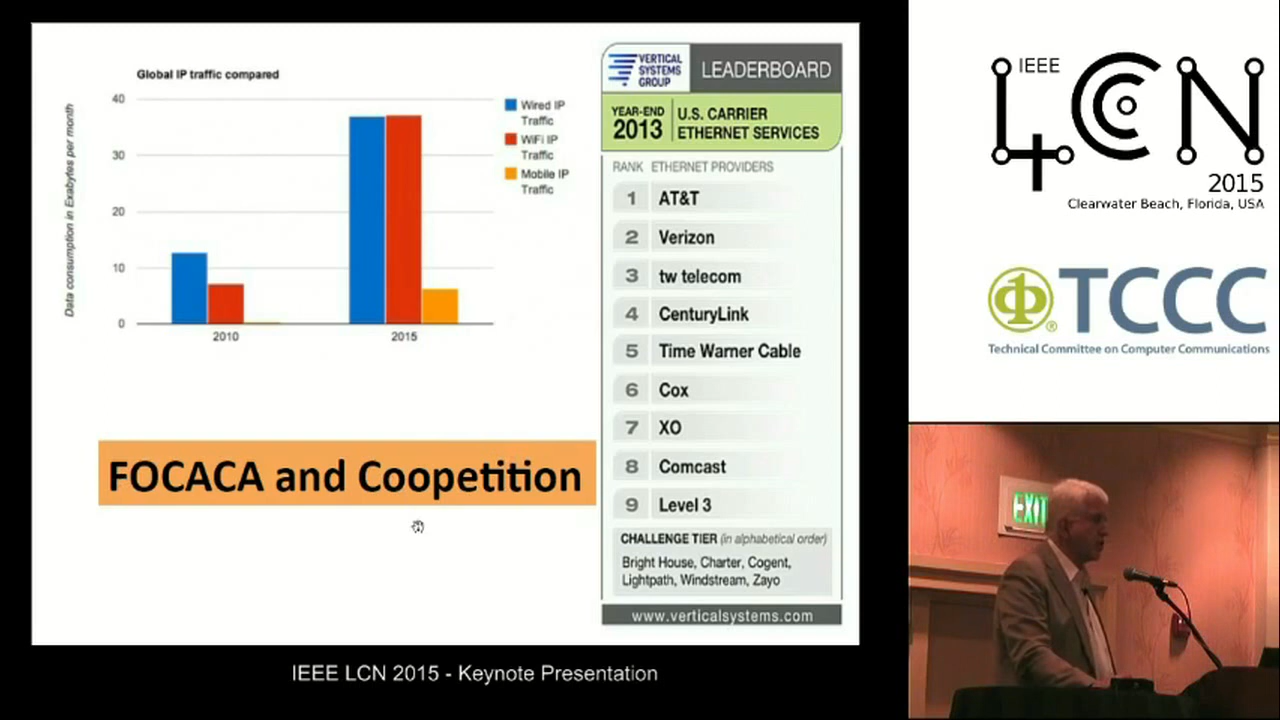 Global IP traffic compared
Data consumption in Exabytes per month
40
30
20
10
0
2010
2015
Wired IP
Traffic
WiFi IP
Traffic
Mobile IP
Traffic
FOCACA and Coopetition
VERTICAL
SYSTEMS
GROUP
LEADERBOARD
YEAR-END
2013
U.S. CARRIER
ETHERNET SERVICES
RANK ETHERNET PROVIDERS
1 AT&T
2 Verizon
3 tw telecom
4 CenturyLink
5 Time Warner Cable
6 Cox
7 XO
8 Comcast
9 Level 3
CHALLENGE TIER (in alphabetical order)
Bright House, Charter, Cogent,
Lightpath, Windstream, Zayo
www.verticalsystems.com
IEEE LCN 2015 - Keynote Presentation
IEEE
LCN
40
2015
Clearwater Beach, Florida, USA
TCCC
®
Technical Committee on Computer Communications
EXIT